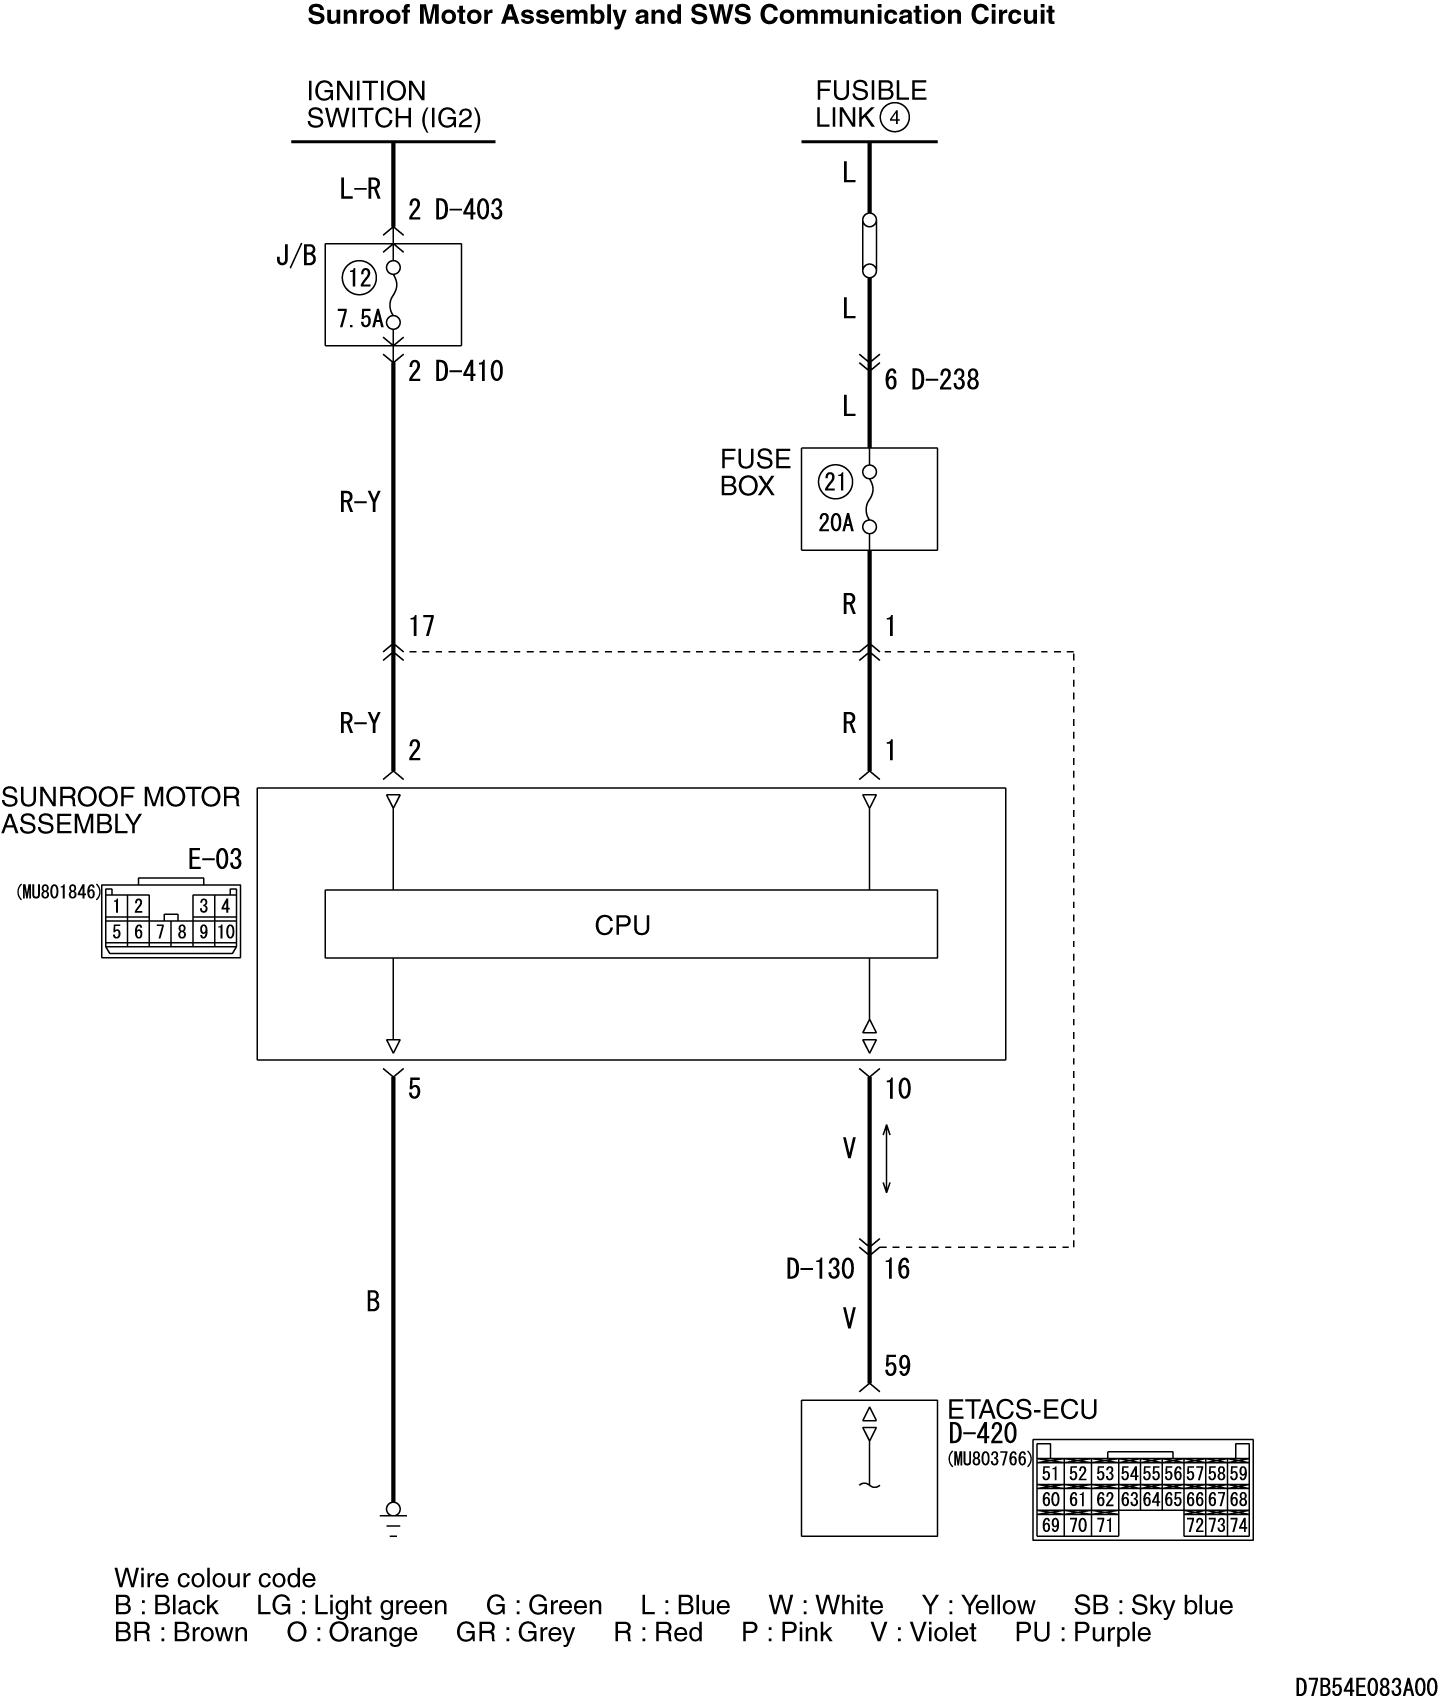 Sunroof Motor Assembly and SWS Communication Circuit
IGNITION
SWITCH (IG2)
FUSIBLE
LINK 4
L-R
L
2 D-403
J/B
12
7.5A
L
2 D-410
6 D-238
L
FUSE
BOX
21
20A
R-Y
R
17
1
R-Y
R
2
1
SUNROOF MOTOR
ASSEMBLY
E-03
(MU801846)
1 2 3 4
5 6 7 8 9 10
CPU
5
10
V
D-130
16
B
V
59
ETACS-ECU
D-420
(MU803766)
51 52 53 54 55 56 57 58 59
60 61 62 63 64 65 66 67 68
69 70 71 72 73 74
Wire colour code
B : Black LG : Light green G : Green L : Blue W : White Y : Yellow SB : Sky blue
BR : Brown O : Orange GR : Grey R : Red P : Pink V : Violet PU : Purple
D7B54E083A00